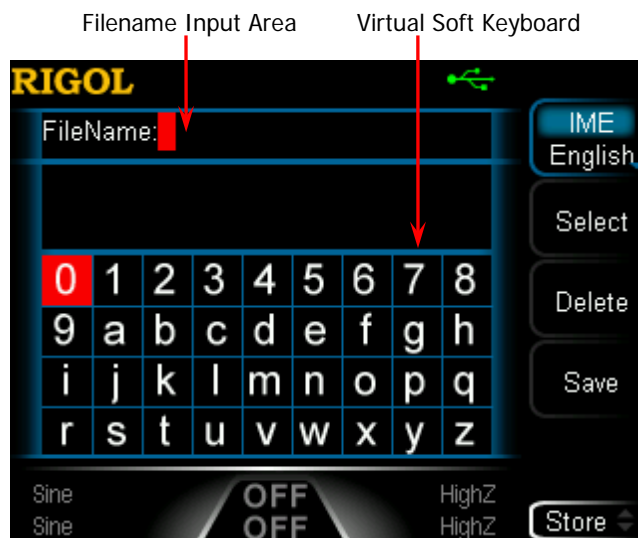 Filename Input Area Virtual Soft Keyboard
RIGOL
FileName:
IME
English
Select
Delete
Save
0 1 2 3 4 5 6 7 8
9 a b c d e f g h
i j k l m n o p q
r s t u v w x y z
Sine OFF HighZ
Sine OFF HighZ
Store